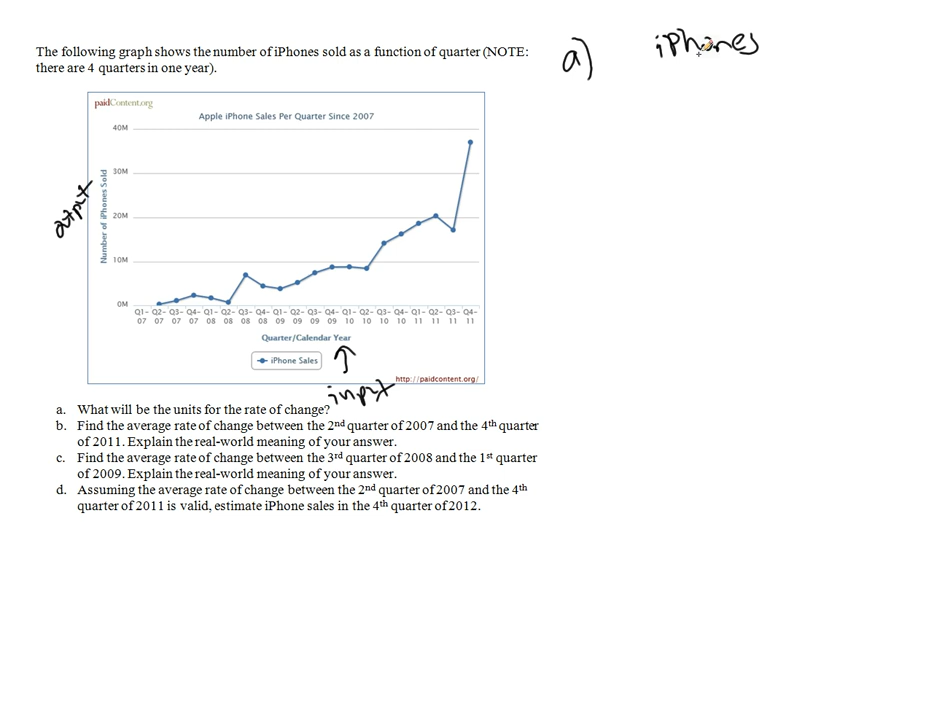 The following graph shows the number of iPhones sold as a function of quarter (NOTE:
there are 4 quarters in one year).
a) iPhones
paidContent.org
Apple iPhone Sales Per Quarter Since 2007
40M
30M
20M
10M
0M
output
Number of iPhones Sold
Q1- Q2- Q3- Q4- Q1- Q2- Q3- Q4- Q1- Q2- Q3- Q4- Q1- Q2- Q3- Q4- Q1- Q2- Q3- Q4-
07 07 07 07 08 08 08 08 09 09 09 09 10 10 10 10 11 11 11 11
Quarter/Calendar Year
iPhone Sales
http://paidcontent.org/
input
a. What will be the units for the rate of change?
b. Find the average rate of change between the 2nd quarter of 2007 and the 4th quarter
of 2011. Explain the real-world meaning of your answer.
c. Find the average rate of change between the 3rd quarter of 2008 and the 1st quarter
of 2009. Explain the real-world meaning of your answer.
d. Assuming the average rate of change between the 2nd quarter of 2007 and the 4th
quarter of 2011 is valid, estimate iPhone sales in the 4th quarter of 2012.